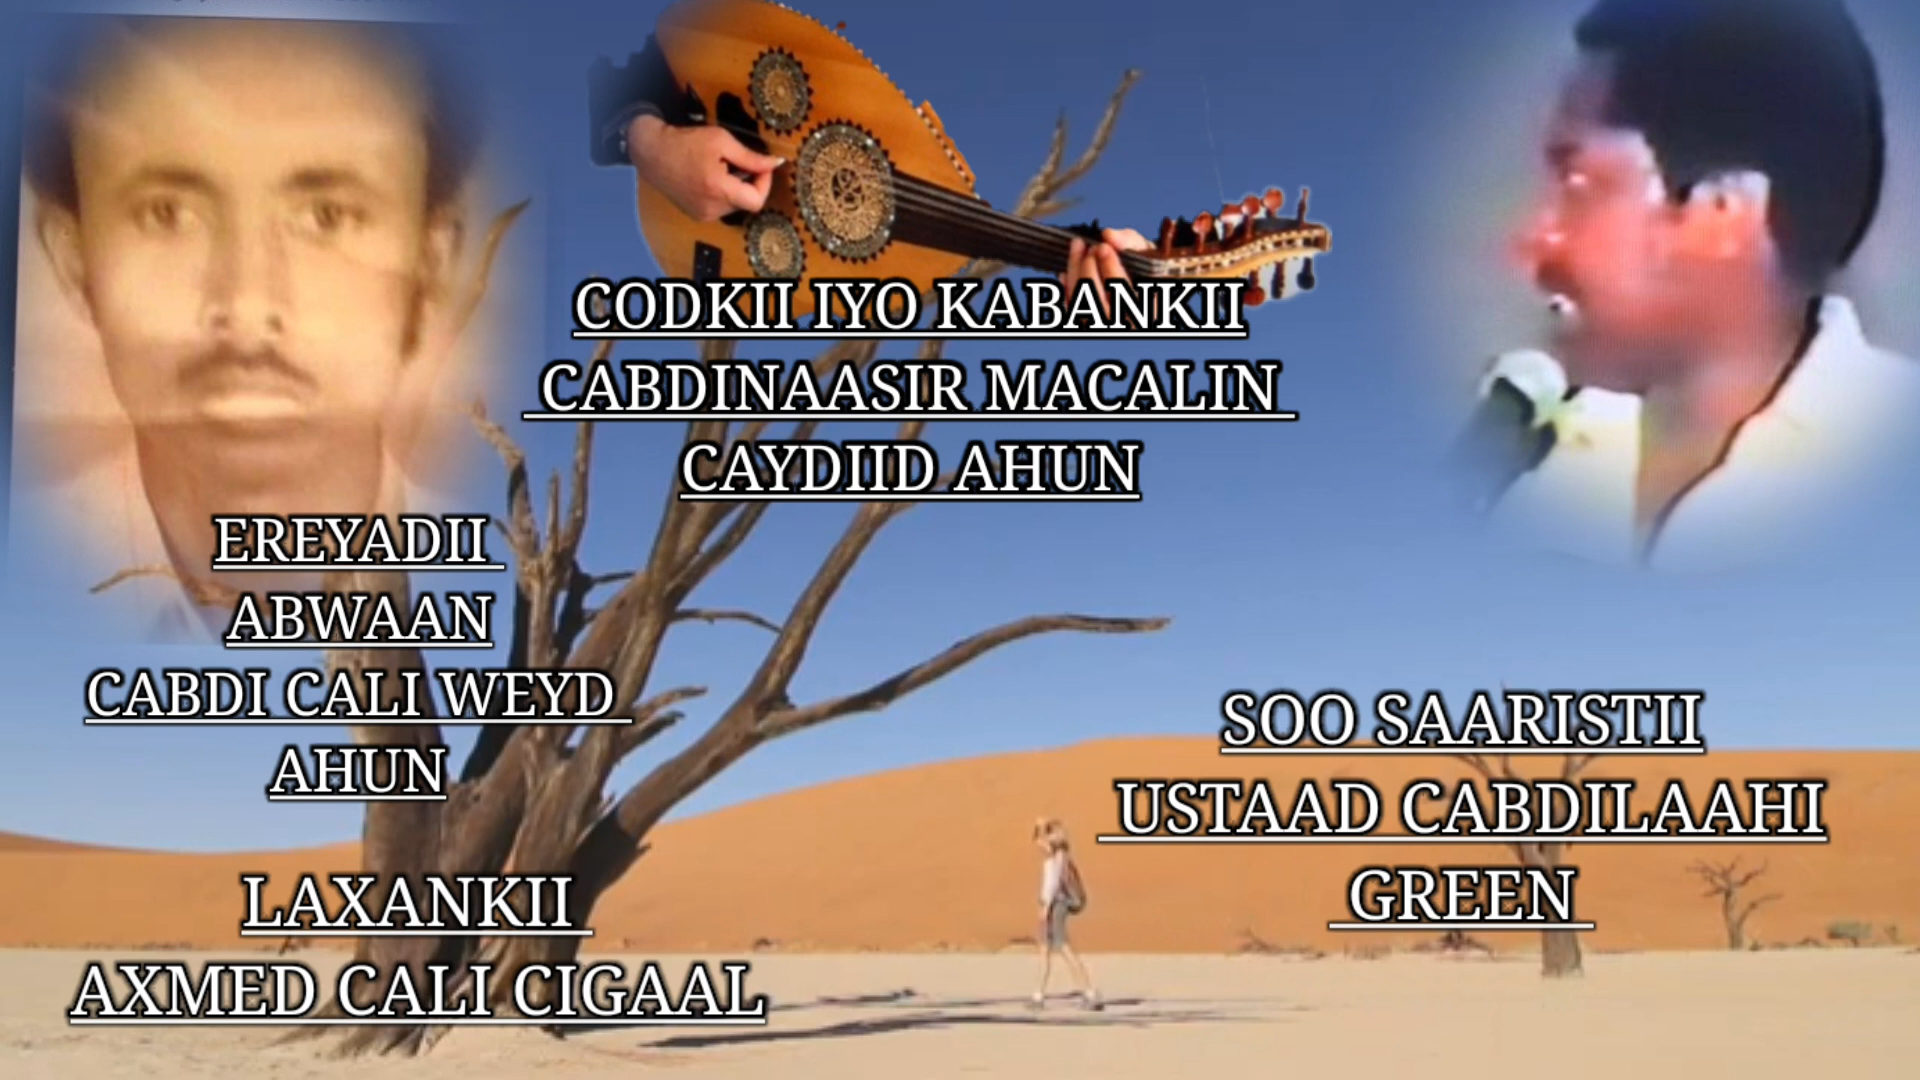 CODKII IYO KABANKII
CABDINAASIR MACALIN
CAYDIID AHUN
EREYADII
ABWAAN
CABDI CALI WEYD
AHUN
LAXANKII
AXMED CALI CIGAAL
SOO SAARISTII
USTAAD CABDILAAHI
GREEN